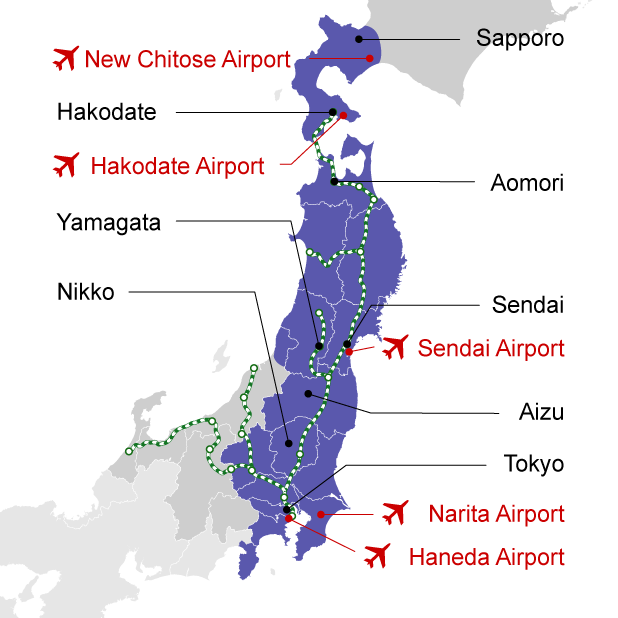 Sapporo
New Chitose Airport
Hakodate
Hakodate Airport
Aomori
Yamagata
Nikko
Sendai
Sendai Airport
Aizu
Tokyo
Narita Airport
Haneda Airport